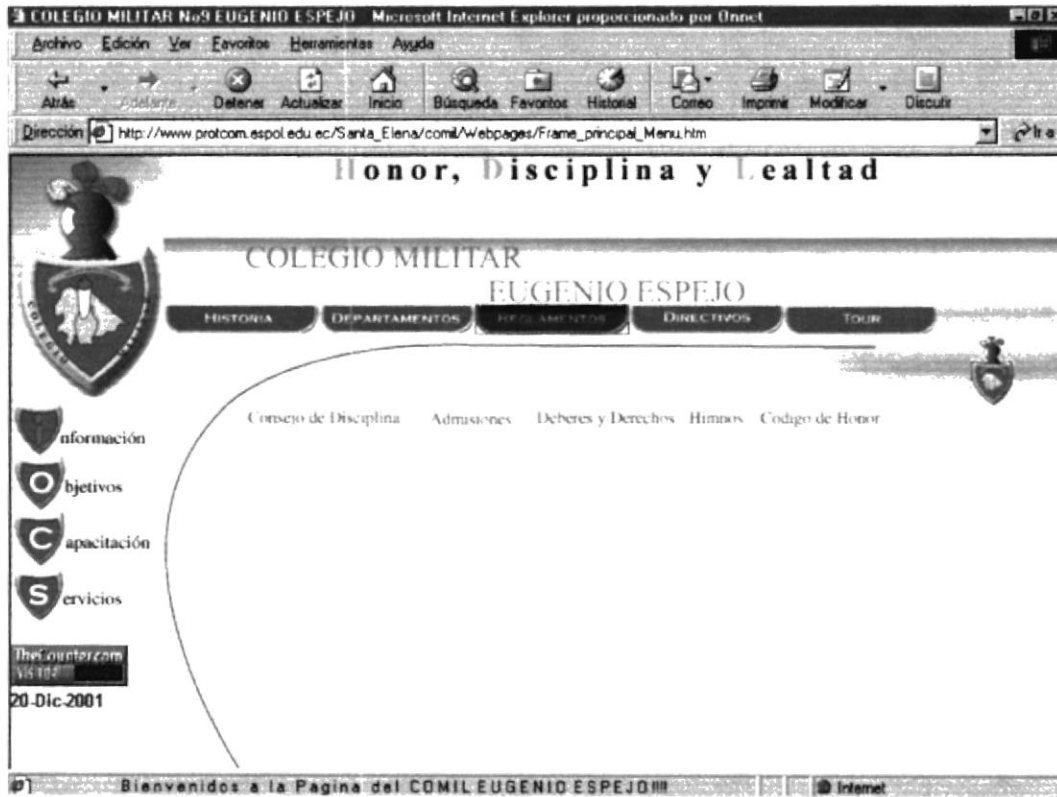 COLEGIO MILITAR No9 EUGENIO ESPEJO Microsoft Internet Explorer proporcionado por Onnet
Archivo Edición Ver Favoritos Herramientas Ayuda
Atrás Adelante Detener Actualizar Inicio Búsqueda Favoritos Historial Correo Imprimir Modificar Discutir
Dirección http://www.protcom.espol.edu.ec/Santa_Elena/comil/Webpages/Frame_principal_Menu.htm Ir a
Honor, Disciplina y Lealtad
COLEGIO MILITAR
EUGENIO ESPEJO
HISTORIA DEPARTAMENTOS REGLAMENTOS DIRECTIVOS TOUR
COLEGIO MILITAR
Consejo de Disciplina Admisiones Deberes y Derechos Himnos Codigo de Honor
Información
Objetivos
Capacitación
Servicios
TheCounter.com
20-Dic-2001
Bienvenidos a la Pagina del COMIL EUGENIO ESPEJO!!!! Internet